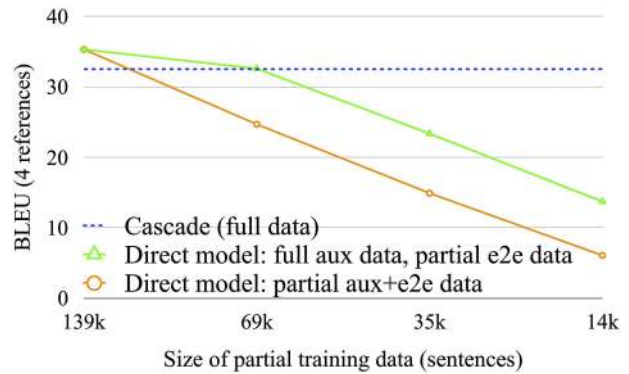 40
30
20
10
0
BLEU (4 references)
Cascade (full data)
Direct model: full aux data, partial e2e data
Direct model: partial aux+e2e data
139k 69k 35k 14k
Size of partial training data (sentences)